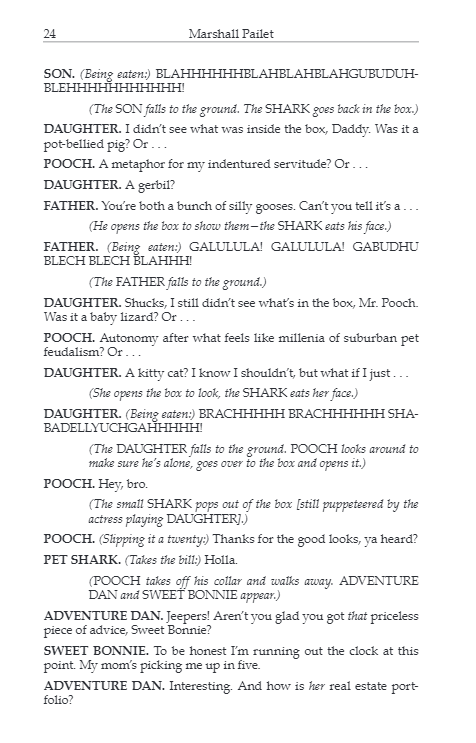 24
Marshall Pailet
SON. (Being eaten:) BLAHHHHHHBLAHBLAHBLAHGUBUDUH-
BLEHHHHHHHHHHH!
(The SON falls to the ground. The SHARK goes back in the box.)
DAUGHTER. I didn't see what was inside the box, Daddy. Was it a
pot-bellied pig? Or . . .
POOCH. A metaphor for my indentured servitude? Or . . .
DAUGHTER. A gerbil?
FATHER. You're both a bunch of silly gooses. Can't you tell it's a . . .
(He opens the box to show them—the SHARK eats his face.)
FATHER. (Being eaten:) GALULULA! GALULULA! GABUDHU
BLECH BLECH BLAHHH!
(The FATHER falls to the ground.)
DAUGHTER. Shucks, I still didn't see what's in the box, Mr. Pooch.
Was it a baby lizard? Or . . .
POOCH. Autonomy after what feels like millenia of suburban pet
feudalism? Or . . .
DAUGHTER. A kitty cat? I know I shouldn't, but what if I just . . .
(She opens the box to look, the SHARK eats her face.)
DAUGHTER. (Being eaten:) BRACHHHHH BRACHHHHHH SHA-
BADELLYUCHGAHHHHH!
(The DAUGHTER falls to the ground. POOCH looks around to
make sure he's alone, goes over to the box and opens it.)
POOCH. Hey, bro.
(The small SHARK pops out of the box [still puppeteered by the
actress playing DAUGHTER].)
POOCH. (Slipping it a twenty:) Thanks for the good looks, ya heard?
PET SHARK. (Takes the bill:) Holla.
(POOCH takes off his collar and walks away. ADVENTURE
DAN and SWEET BONNIE appear.)
ADVENTURE DAN. Jeepers! Aren't you glad you got that priceless
piece of advice, Sweet Bonnie?
SWEET BONNIE. To be honest I'm running out the clock at this
point. My mom's picking me up in five.
ADVENTURE DAN. Interesting. And how is her real estate port-
folio?